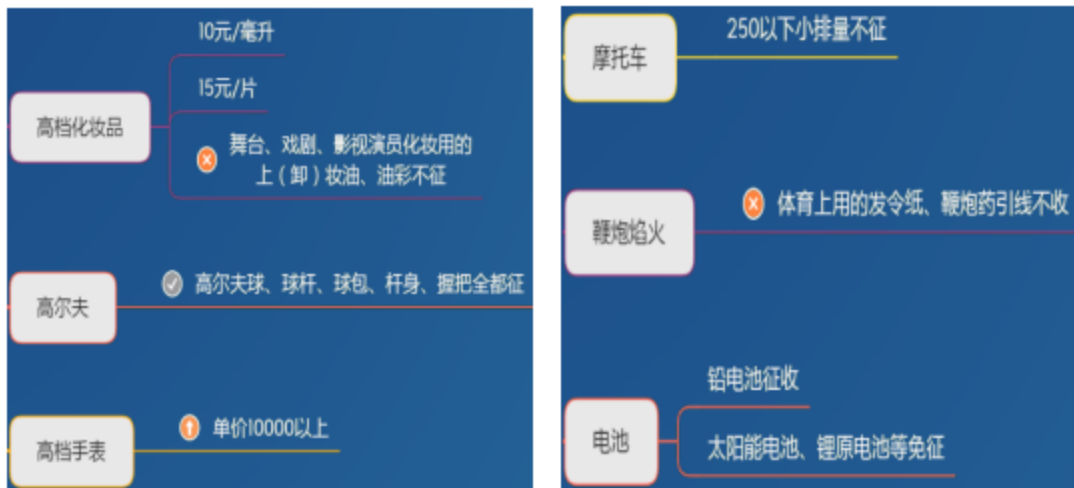 10元/毫升
15元/片
高档化妆品
舞台、戏剧、影视演员化妆用的
上（卸）妆油、油彩不征
高尔夫球、球杆、球包、杆身、握把全都征
高尔夫
单价10000以上
高档手表
250以下小排量不征
摩托车
体育上用的发令纸、鞭炮药引线不收
鞭炮焰火
铅电池征收
电池
太阳能电池、锂原电池等免征